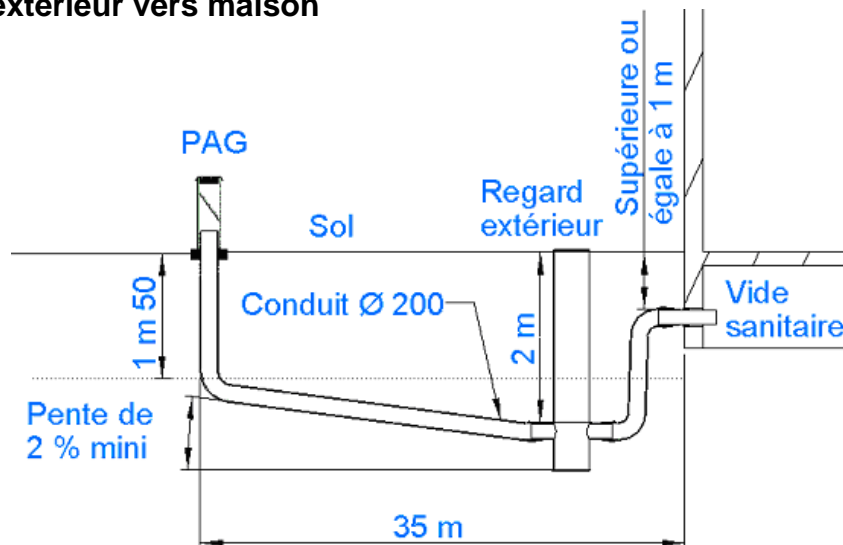 extérieur vers maison
PAG
Sol
Regard
extérieur
Supérieure ou
égale à 1 m
1 m 50
Conduit Ø 200
2 m
Vide
sanitaire
Pente de
2 % mini
35 m